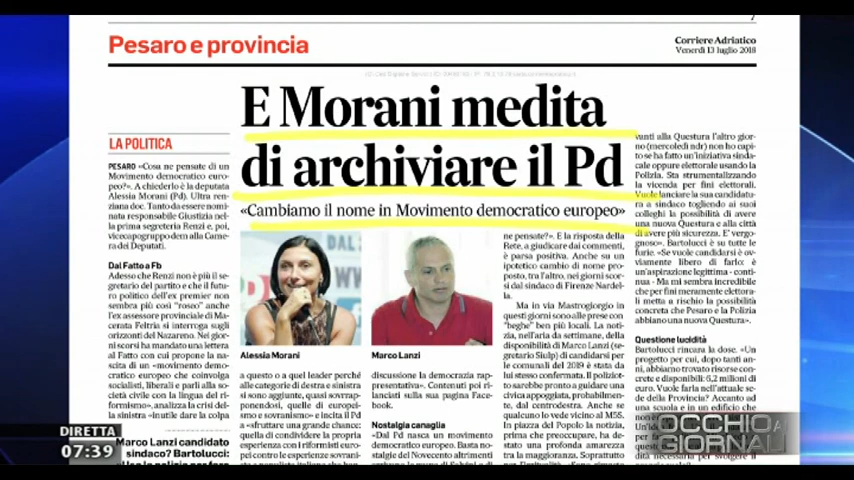 Pesaro e provincia
Corriere Adriatico
Venerdì 13 luglio 2018
E Morani medita
di archiviare il Pd
«Cambiamo il nome in Movimento democratico europeo»
LA POLITICA
PESARO «Cosa ne pensate di un
Movimento democratico euro-
peo?». A chiederlo è la deputata
Alessia Morani (Pd). Ultra ren-
ziana doc. Tanto da essere nomi-
nata responsabile Giustizia nel-
la prima segreteria Renzi e, poi,
vicecapogruppo dem alla Came-
ra dei Deputati.
Dal Fatto a Fb
Adesso che Renzi non è più il se-
gretario del partito e che il futu-
ro politico dell'ex premier non
sembra più così "roseo" anche
l'ex assessore provinciale di Ma-
cerata Feltria si interroga sugli
orizzonti del Nazareno. Nei gior-
ni scorsi ha mandato una lettera
al Fatto con cui propone la na-
scita di un «movimento demo-
cratico europeo che coinvolga
socialisti, liberali e parli alla so-
cietà civile con la lingua del ri-
formismo», analizza la crisi del-
la sinistra «inutile dare la colpa
Marco Lanzi candidato
sindaco? Bartolucci:
Alessia Morani
a questo o a quel leader perché
alle categorie di destra e sinistra
si sono aggiunte, quasi sovrap-
ponendosi, quelle di europei-
smo e sovranismo» e incita il Pd
a «sfruttare una grande chance:
quella di condividere la propria
esperienza con i riformisti euro-
pei contro le esperienze sovrani-
Marco Lanzi
discussione della democrazia rap-
presentativa». Contenuti poi ri-
lanciati sulla sua pagina Face-
book.
Nostalgia canaglia
«Dal Pd nasca un movimento
democratico europeo. Basta no-
stalgie del Novecento altrimenti
ne pensate?». E la risposta della
Rete, a giudicare dai commenti,
è parsa positiva. Anche su un
ipotetico cambio di nome pro-
posto, tra l'altro, nei giorni scor-
si dal sindaco di Firenze Nardel-
la.
Ma in via Mastrogiorgio in
questi giorni sono alle prese con
"beghe" ben più locali. La noti-
zia, nell'aria da settimane, della
disponibilità di Marco Lanzi (se-
gretario Siulp) di candidarsi per
le comunali del 2019 è stata da
lui stesso confermata. Il poliziot-
to sarebbe pronto a guidare una
civica appoggiata, probabilmen-
te, dal centrodestra. Anche se
qualcuno lo vede vicino al M5S.
In piazza del Popolo la notizia,
prima che preoccupare, ha de-
stato un profondo amaro tra la
maggioranza. Soprattutto
vanti alla Questura l'altro gior-
no (mercoledì ndr) non ho capi-
to se ha fatto un'iniziativa sinda-
cale oppure elettorale usando la
Polizia. Sta strumentalizzando
la vicenda per fini elettorali.
Vuole lanciare la sua candidatu-
ra a sindaco togliendo ai suoi
colleghi la possibilità di avere
una nuova Questura e alla città
di avere più sicurezza. E' vergo-
gnoso». Bartolucci è su tutte le
furie. «Se vuole candidarsi è ov-
viamente libero di farlo: è
un'aspirazione legittima - conti-
nua - Ma mi sembra incredibile
che per fini meramente elettora-
li metta a rischio la possibilità
concreta che Pesaro e la Polizia
abbiano una nuova Questura».
Questione lucidità
Bartolucci rincara la dose. «Un
progetto per cui, dopo tanti an-
ni, abbiamo trovato risorse con-
crete e disponibili: 6,2 milioni di
euro. Vuole farla nell'attuale se-
de della Provincia? Accanto ad
una scuola e in un edificio che
DIRETTA
07:39
OCCHIO AI
GIORNALI